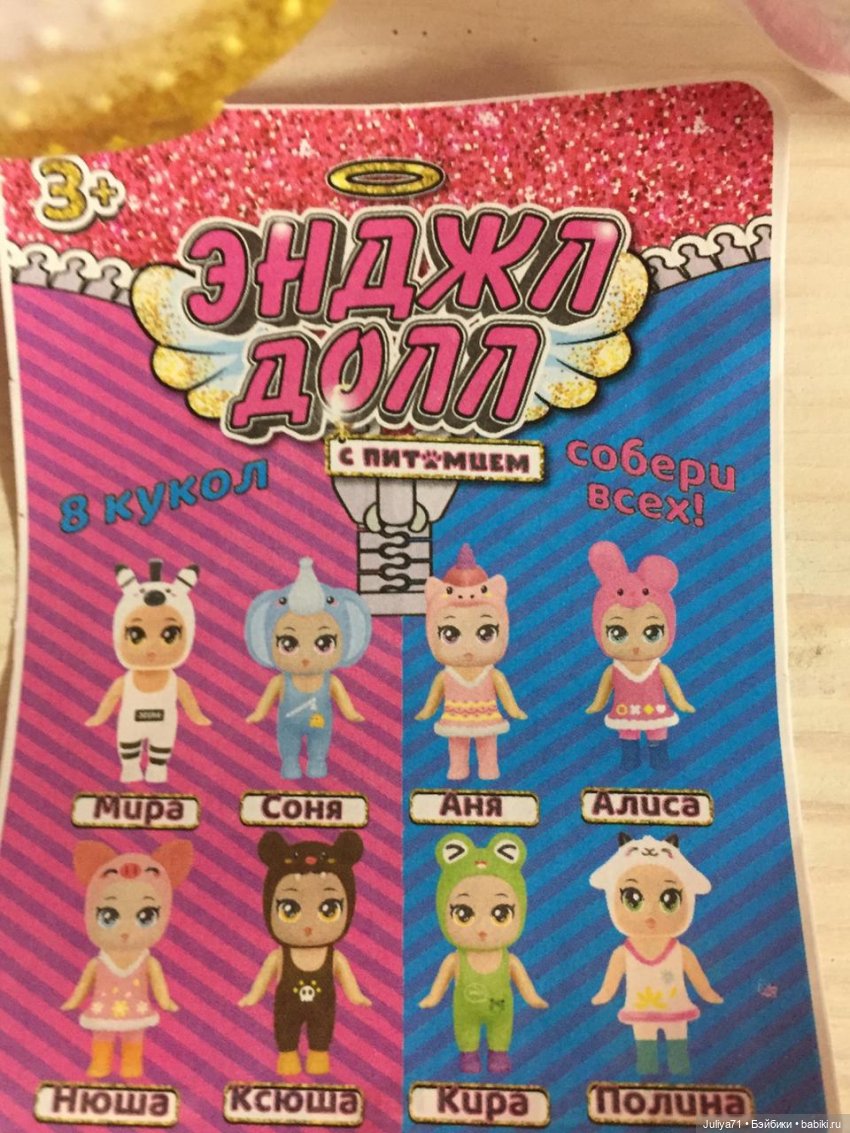 3+
ЭНДЖЛ
ДОЛЛ
с питомцем
8 кукол
собери
всех!
Мира
Соня
Аня
Алиса
Нюша
Ксюша
Кира
Полина
Juliya71 • Бэйбики • babiki.ru